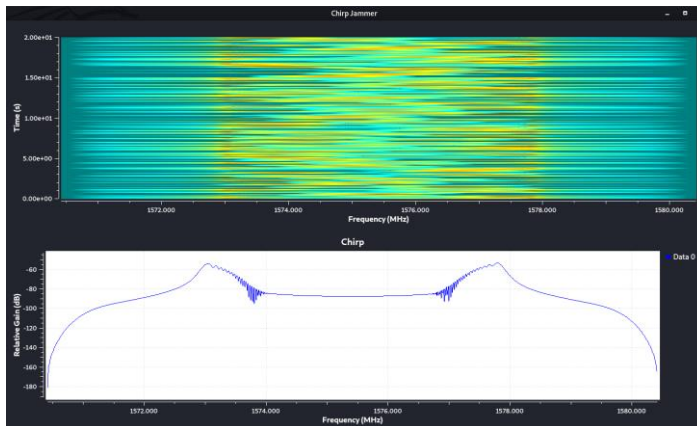 Chirp Jammer
2.00e+01
1.50e+01
1.00e+01
5.00e+00
0.00e+00
Time (s)
1572.000 1574.000 1576.000 1578.000 1580.000
Frequency (MHz)
Chirp
Data 0
-60
-80
-100
-120
-140
-160
-180
Relative Gain (dB)
1572.000 1574.000 1576.000 1578.000 1580.000
Frequency (MHz)